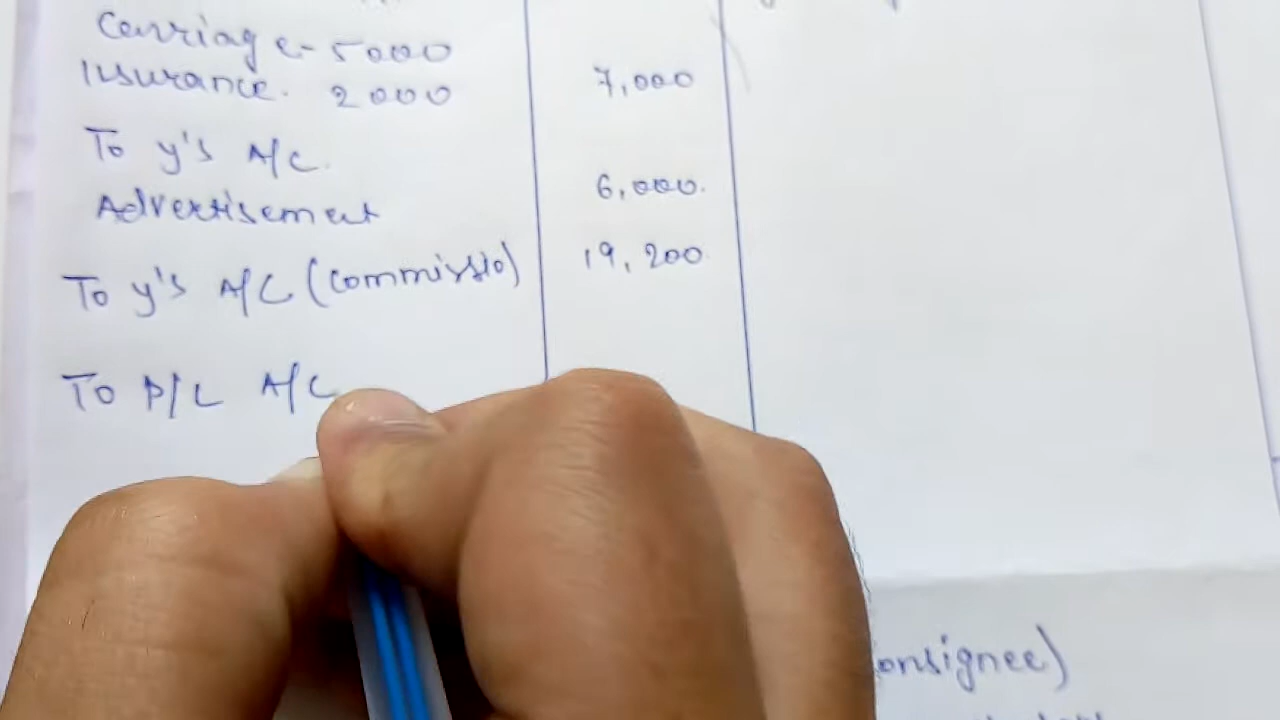 Carriage - 5000
Insurance. 2000 7,000
To y's A/C.
Advertisement 6,000.
To y's A/C (Commissio) 19,200
To P/L A/C
onsignee)